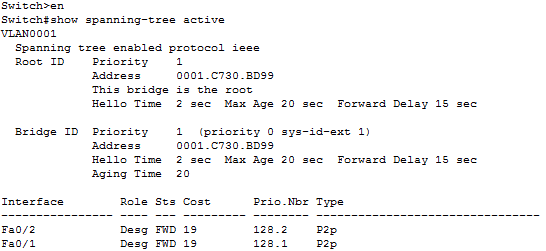 Switch>en
Switch#show spanning-tree active
VLAN0001
  Spanning tree enabled protocol ieee
  Root ID    Priority    1
             Address     0001.C730.BD99
             This bridge is the root
             Hello Time  2 sec  Max Age 20 sec  Forward Delay 15 sec

  Bridge ID  Priority    1  (priority 0 sys-id-ext 1)
             Address     0001.C730.BD99
             Hello Time  2 sec  Max Age 20 sec  Forward Delay 15 sec
             Aging Time  20

Interface        Role Sts Cost      Prio.Nbr Type
---------------- ---- --- --------- -------- --------------------------------
Fa0/2            Desg FWD 19        128.2    P2p
Fa0/1            Desg FWD 19        128.1    P2p